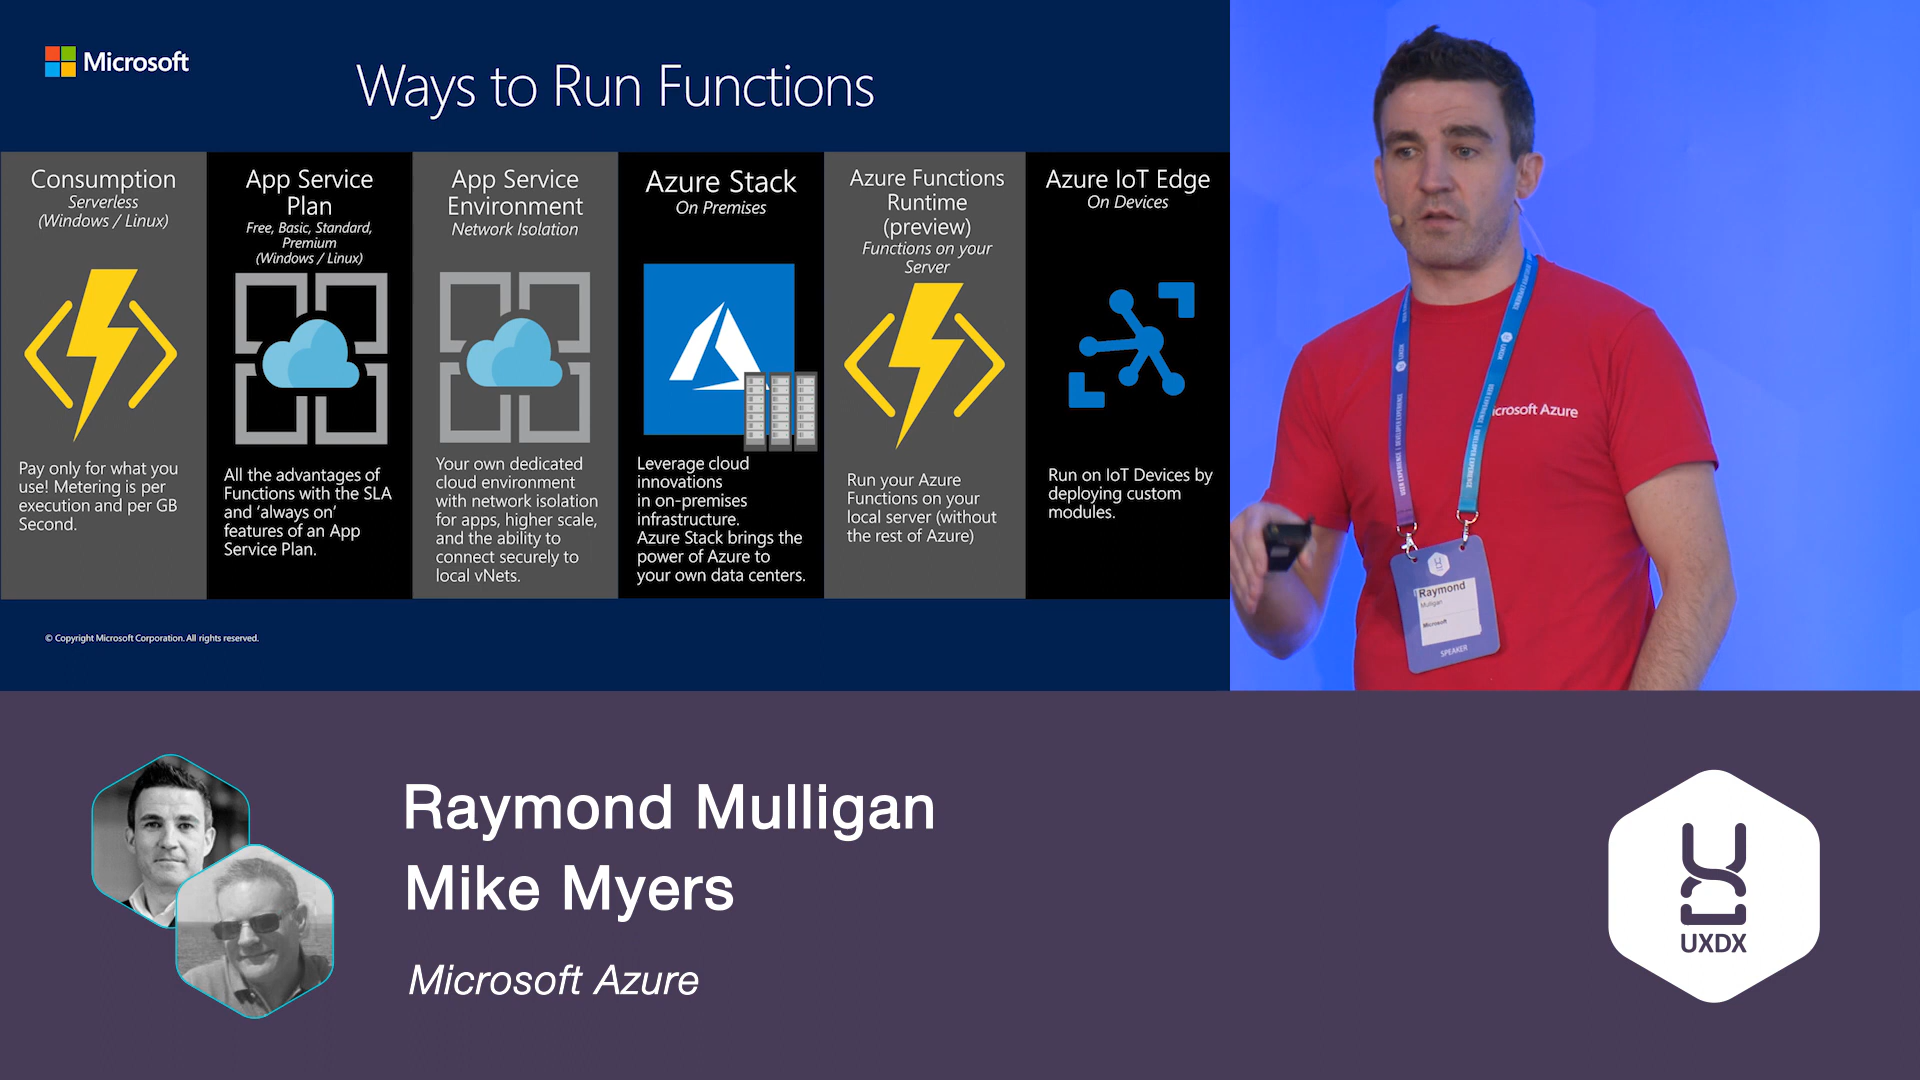 Microsoft
Ways to Run Functions
Consumption
Serverless
(Windows / Linux)
Pay only for what you
use! Metering is per
execution and per GB
Second.
App Service
Plan
Free, Basic, Standard,
Premium
(Windows / Linux)
All the advantages of
Functions with the SLA
and ‘always on’
features of an App
Service Plan.
App Service
Environment
Network Isolation
Your own dedicated
cloud environment
with network isolation
for apps, higher scale,
and the ability to
connect securely to
local vNets.
Azure Stack
On Premises
Leverage cloud
innovations
in on-premises
infrastructure.
Azure Stack brings the
power of Azure to
your own data centers.
Azure Functions
Runtime
(preview)
Functions on your
Server
Run your Azure
Functions on your
local server (without
the rest of Azure)
Azure IoT Edge
On Devices
Run on IoT Devices by
deploying custom
modules.
© Copyright Microsoft Corporation. All rights reserved.
crosoft Azure
UXDX
Raymond
Mulligan
Microsoft
SPEAKER
Raymond Mulligan
Mike Myers
Microsoft Azure
UXDX